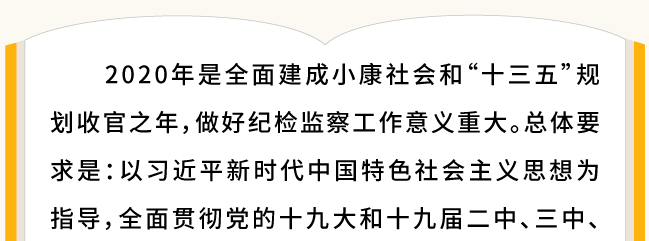 2020年是全面建成小康社会和“十三五”规
划收官之年，做好纪检监察工作意义重大。总体要
求是：以习近平新时代中国特色社会主义思想为
指导，全面贯彻党的十九大和十九届二中、三中、